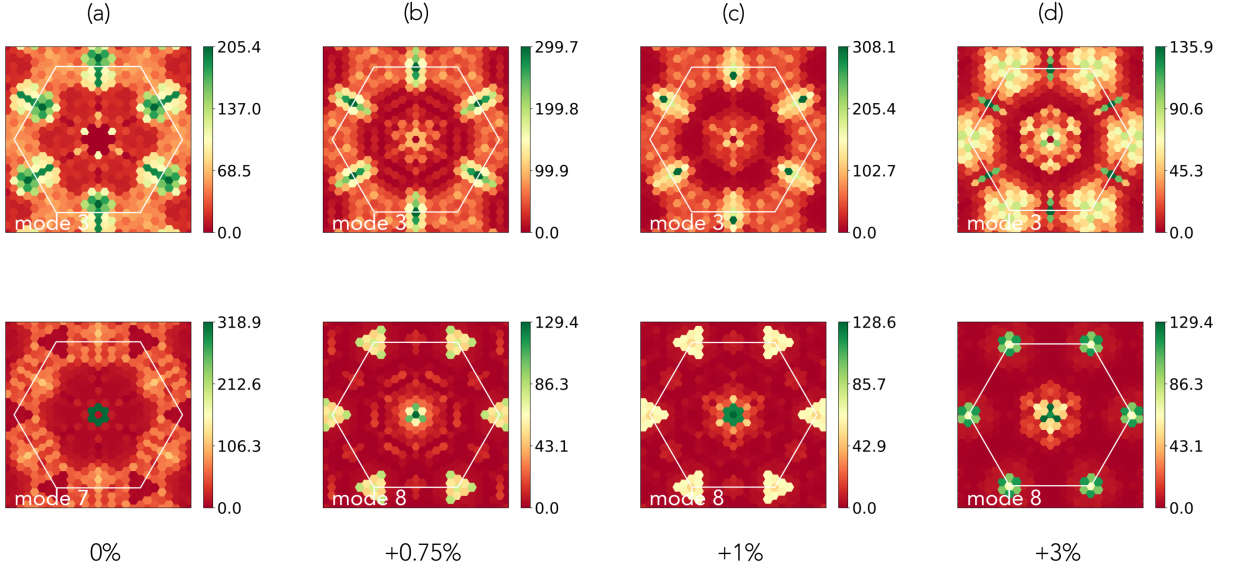 (a) (b) (c) (d)
205.4 299.7 308.1 135.9
137.0 199.8 205.4 90.6
68.5 99.9 102.7 45.3
mode 3 mode 3 mode 3 mode 3
0.0 0.0 0.0 0.0
318.9 129.4 128.6 129.4
212.6 86.3 85.7 86.3
106.3 43.1 42.9 43.1
mode 7 mode 8 mode 8 mode 8
0.0 0.0 0.0 0.0
0% +0.75% +1% +3%